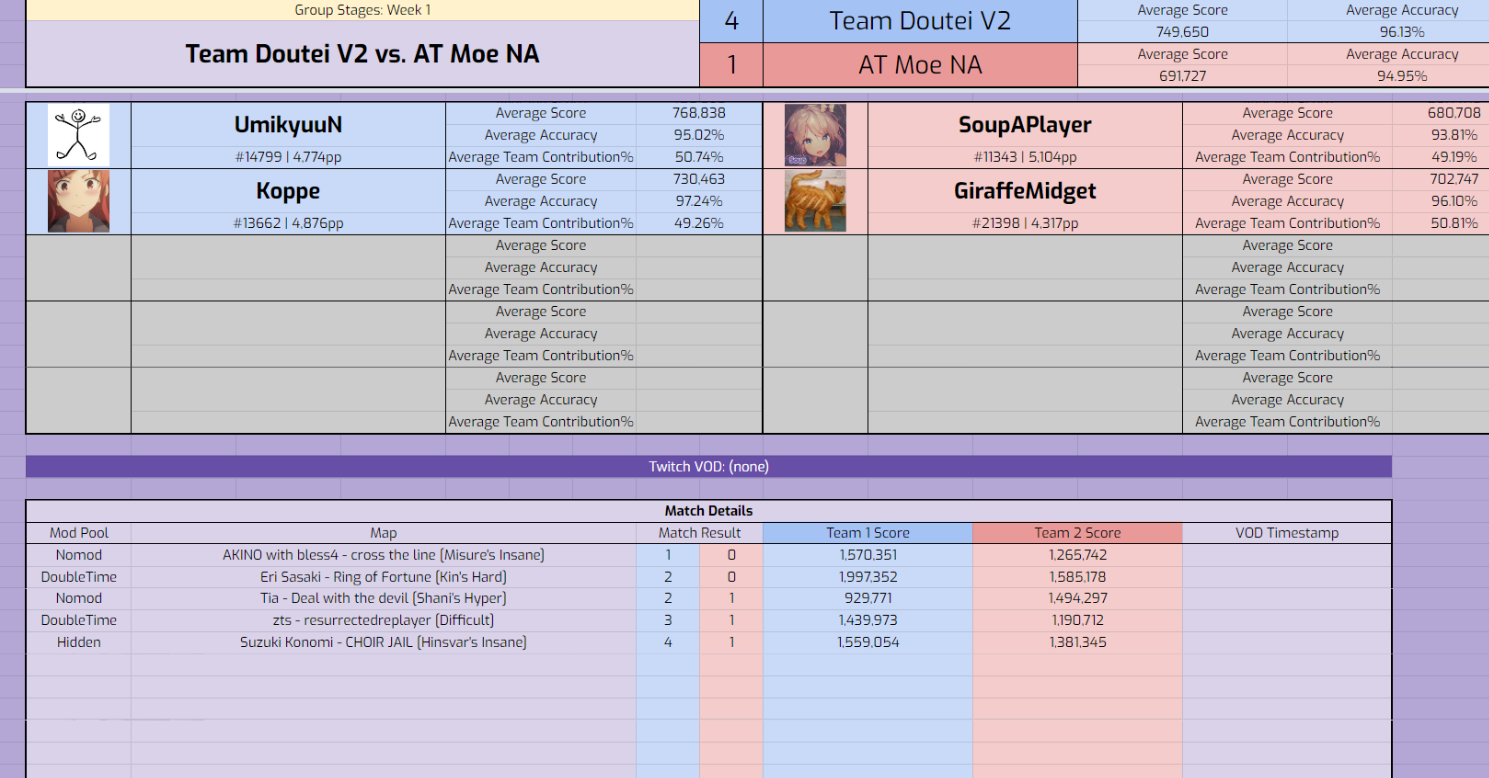 Group Stages: Week 1
Team Doutei V2 vs. AT Moe NA
4 Team Doutei V2
Average Score Average Accuracy
749,650 96.13%
1 AT Moe NA
Average Score Average Accuracy
691,727 94.95%
UmikyuuN
#14799 | 4,774pp
Average Score 768,838
Average Accuracy 95.02%
Average Team Contribution% 50.74%
Soup
SoupAPlayer
#11343 | 5,104pp
Average Score 680,708
Average Accuracy 93.81%
Average Team Contribution% 49.19%
Koppe
#13662 | 4,876pp
Average Score 730,463
Average Accuracy 97.24%
Average Team Contribution% 49.26%
GiraffeMidget
#21398 | 4,317pp
Average Score 702,747
Average Accuracy 96.10%
Average Team Contribution% 50.81%
Average Score Average Score
Average Accuracy Average Accuracy
Average Team Contribution% Average Team Contribution%
Average Score Average Score
Average Accuracy Average Accuracy
Average Team Contribution% Average Team Contribution%
Average Score Average Score
Average Accuracy Average Accuracy
Average Team Contribution% Average Team Contribution%
Twitch VOD: (none)
Match Details
Mod Pool Map Match Result Team 1 Score Team 2 Score VOD Timestamp
Nomod AKINO with bless4 - cross the line [Misure's Insane] 1 0 1,570,351 1,265,742
DoubleTime Eri Sasaki - Ring of Fortune [Kin's Hard] 2 0 1,997,352 1,585,178
Nomod Tia - Deal with the devil [Shani's Hyper] 2 1 929,771 1,494,297
DoubleTime zts - resurrectedreplayer [Difficult] 3 1 1,439,973 1,190,712
Hidden Suzuki Konomi - CHOIR JAIL [Hinsvar's Insane] 4 1 1,559,054 1,381,345